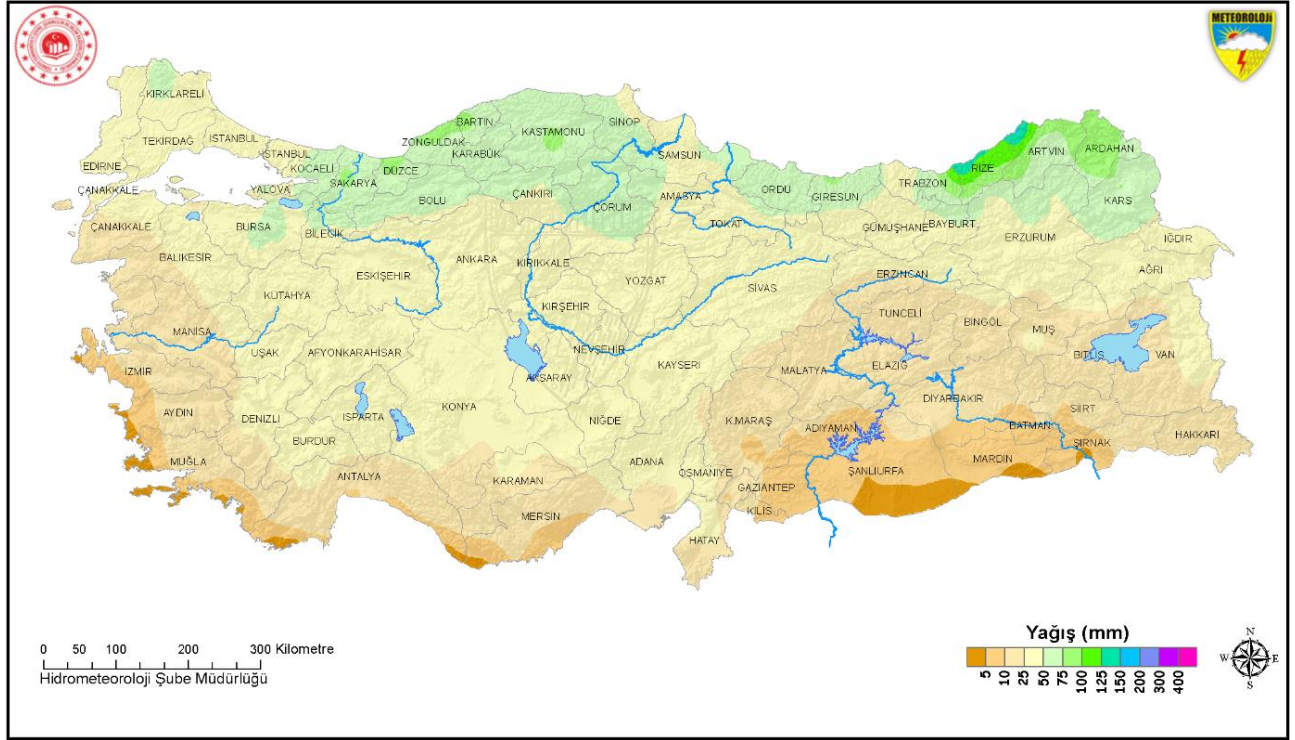 METEOROLOJİ
KIRKLARELİ
TEKİRDAĞ
İSTANBUL
EDİRNE
İSTANBUL
KOCAELİ
ÇANAKKALE
YALOVA
SAKARYA
DÜZCE
ZONGULDAK
BARTIN
KARABÜK
KASTAMONU
SİNOP
SAMSUN
ÇANKIRI
BOLU
ÇORUM
AMASYA
ORDU
GİRESUN
TRABZON
RİZE
ARTVİN
ARDAHAN
KARS
TOKAT
GÜMÜŞHANE
BAYBURT
ERZURUM
IĞDIR
AĞRI
ÇANAKKALE
BURSA
BİLECİK
BALIKESİR
ESKİŞEHİR
ANKARA
KIRIKKALE
YOZGAT
SİVAS
ERZİNCAN
KÜTAHYA
KIRŞEHİR
TUNCELİ
BİNGÖL
MUŞ
MANİSA
UŞAK
AFYONKARAHİSAR
NEVŞEHİR
KAYSERİ
MALATYA
ELAZIĞ
BİTLİS
VAN
İZMİR
AKSARAY
AYDIN
DENİZLİ
ISPARTA
KONYA
NİĞDE
K.MARAŞ
ADIYAMAN
DİYARBAKIR
SİİRT
BATMAN
ŞIRNAK
HAKKARİ
BURDUR
MUĞLA
ANTALYA
KARAMAN
ADANA
OSMANİYE
GAZİANTEP
ŞANLIURFA
MARDİN
MERSİN
KİLİS
HATAY
0 50 100 200 300 Kilometre
Hidrometeoroloji Şube Müdürlüğü
Yağış (mm)
5 10 25 50 75 100 125 150 200 300 400
N
W E
S